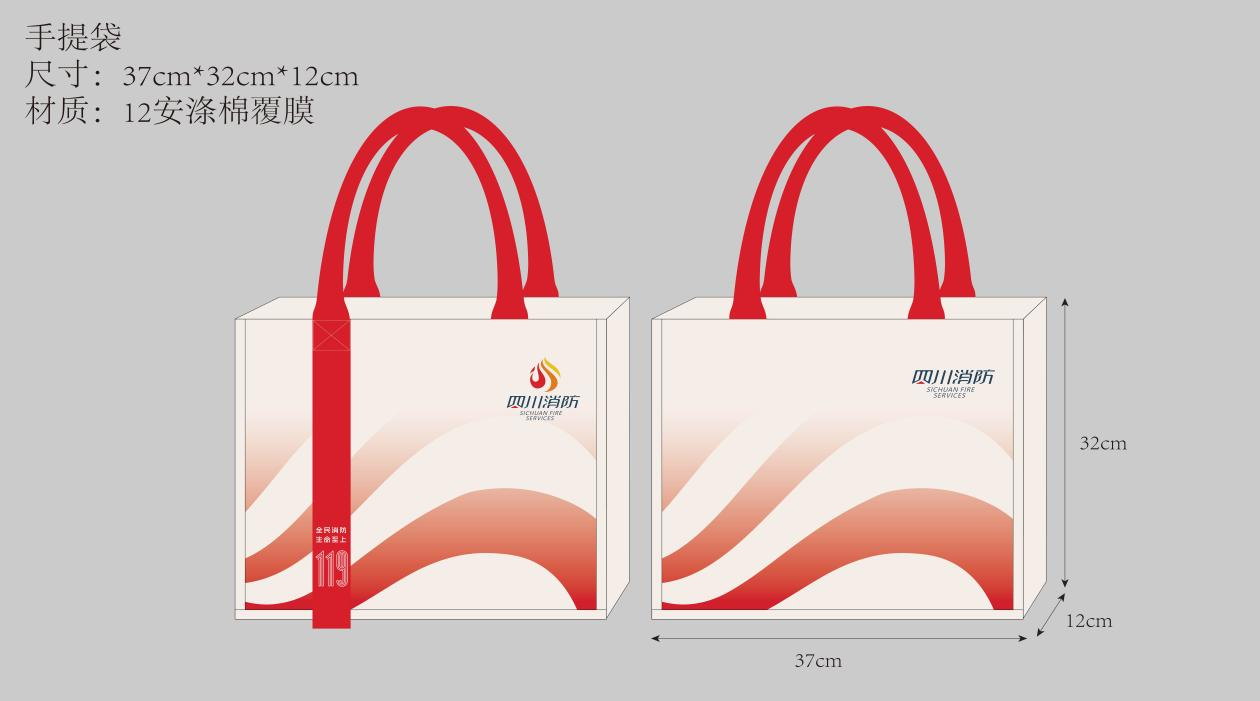 手提袋
尺寸：37cm*32cm*12cm
材质：12安涤棉覆膜
四川消防
SICHUAN FIRE
SERVICES
全民消防
生命至上
119
四川消防
SICHUAN FIRE
SERVICES
32cm
12cm
37cm